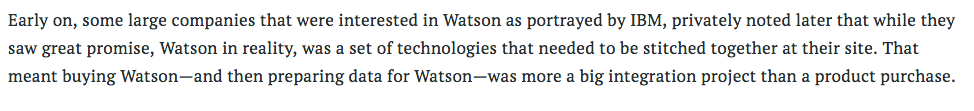 Early on, some large companies that were interested in Watson as portrayed by IBM, privately noted later that while they
saw great promise, Watson in reality, was a set of technologies that needed to be stitched together at their site. That
meant buying Watson—and then preparing data for Watson—was more a big integration project than a product purchase.